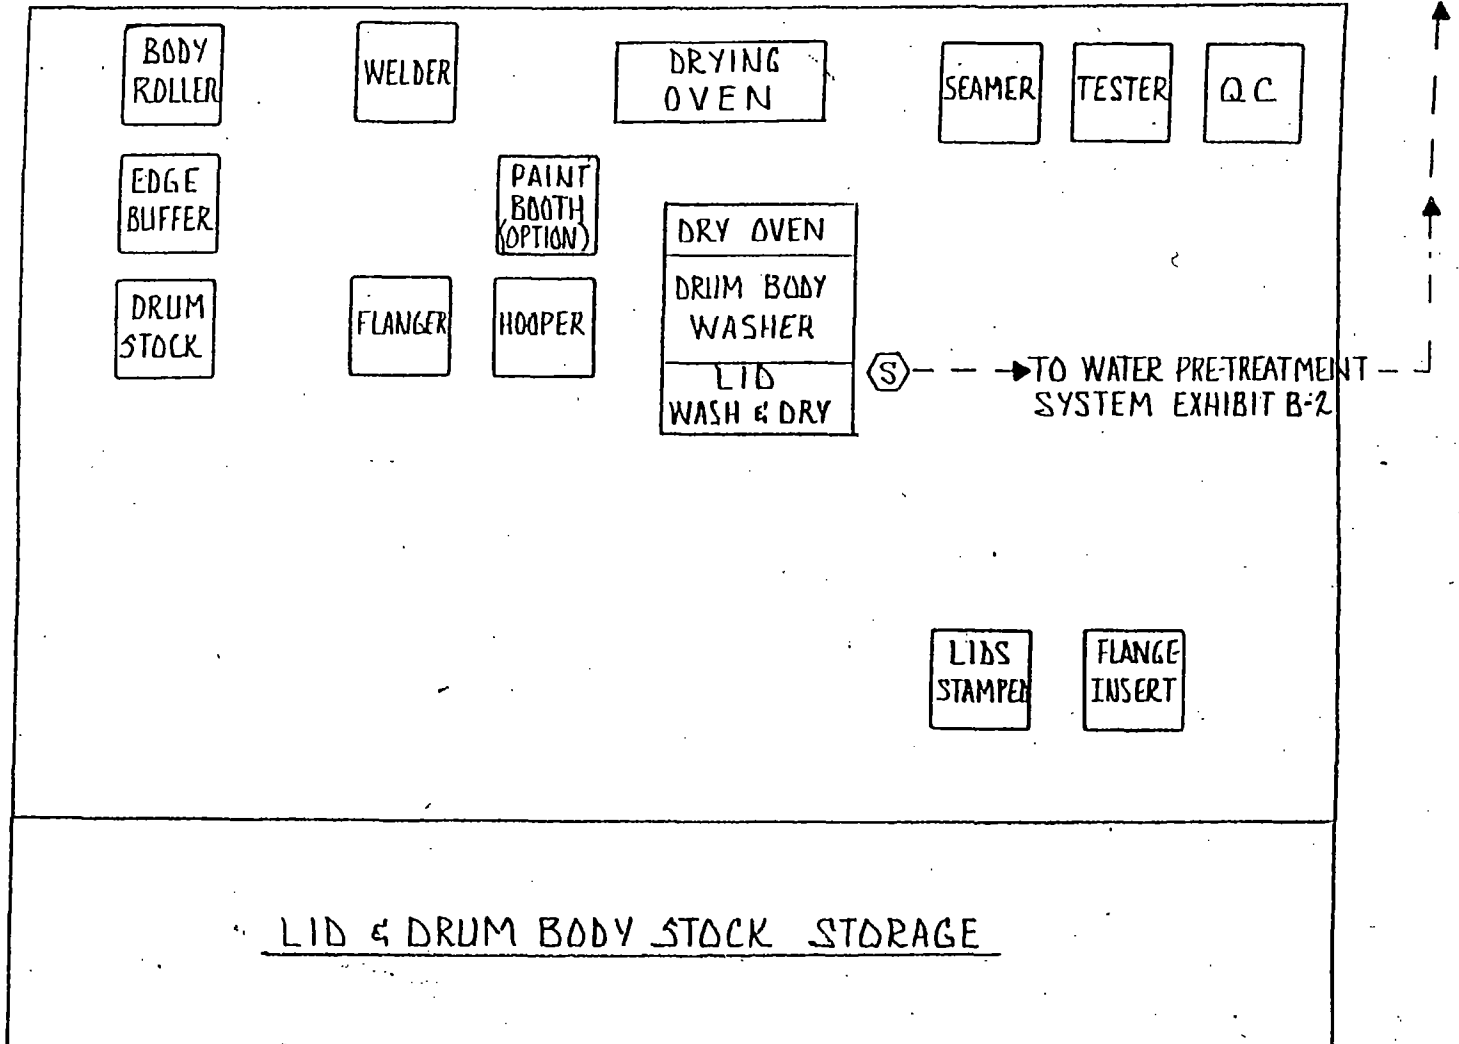 BODY
ROLLER
WELDER
DRYING
OVEN
SEAMER
TESTER
QC
EDGE
BUFFER
PAINT
BOOTH
(OPTION)
DRY OVEN
DRUM BODY
WASHER
LID
WASH & DRY
DRUM
STOCK
FLANGER
HOOPER
S
TO WATER PRE-TREATMENT
SYSTEM EXHIBIT B-2
LIDS
STAMPED
FLANGE
INSERT
LID & DRUM BODY STOCK STORAGE